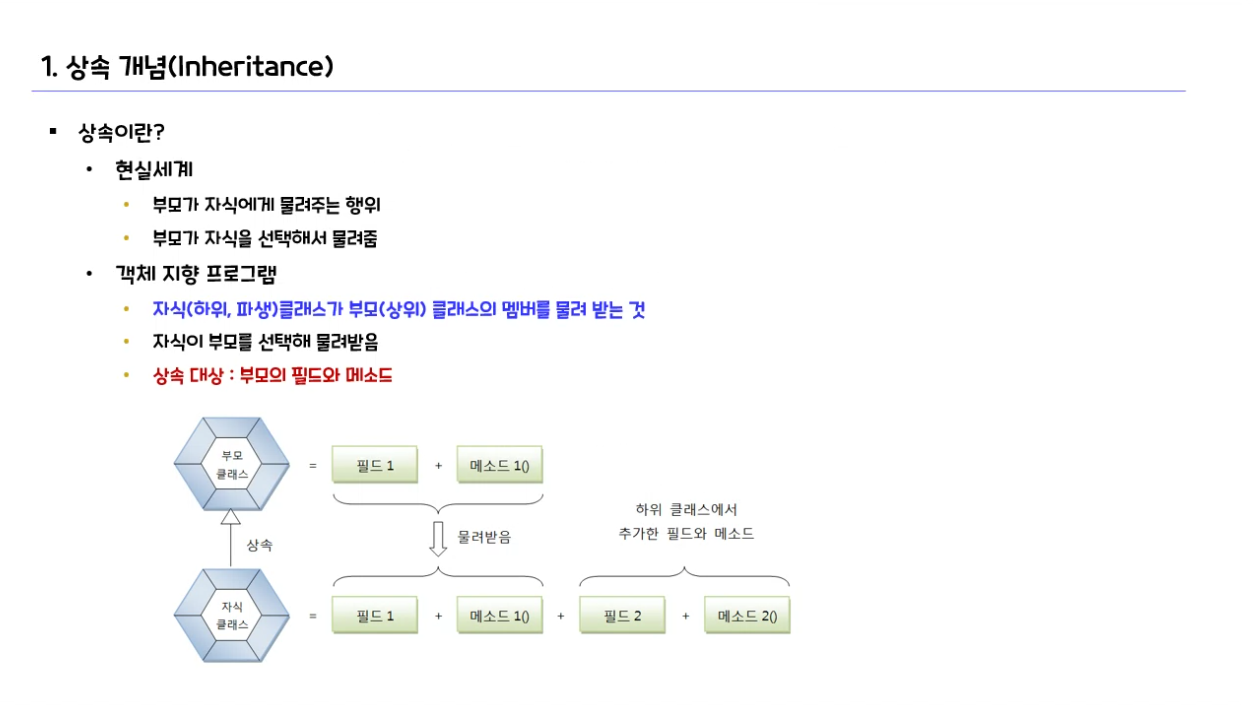 1. 상속 개념(Inheritance)
▪ 상속이란?
• 현실세계
• 부모가 자식에게 물려주는 행위
• 부모가 자식을 선택해서 물려줌
• 객체 지향 프로그램
• 자식(하위, 파생)클래스가 부모(상위) 클래스의 멤버를 물려 받는 것
• 자식이 부모를 선택해 물려받음
• 상속 대상 : 부모의 필드와 메소드
부모
클래스
= 필드 1 + 메소드 1()
하위 클래스에서
추가한 필드와 메소드
물려받음
상속
자식
클래스
= 필드 1 + 메소드 1() + 필드 2 + 메소드 2()